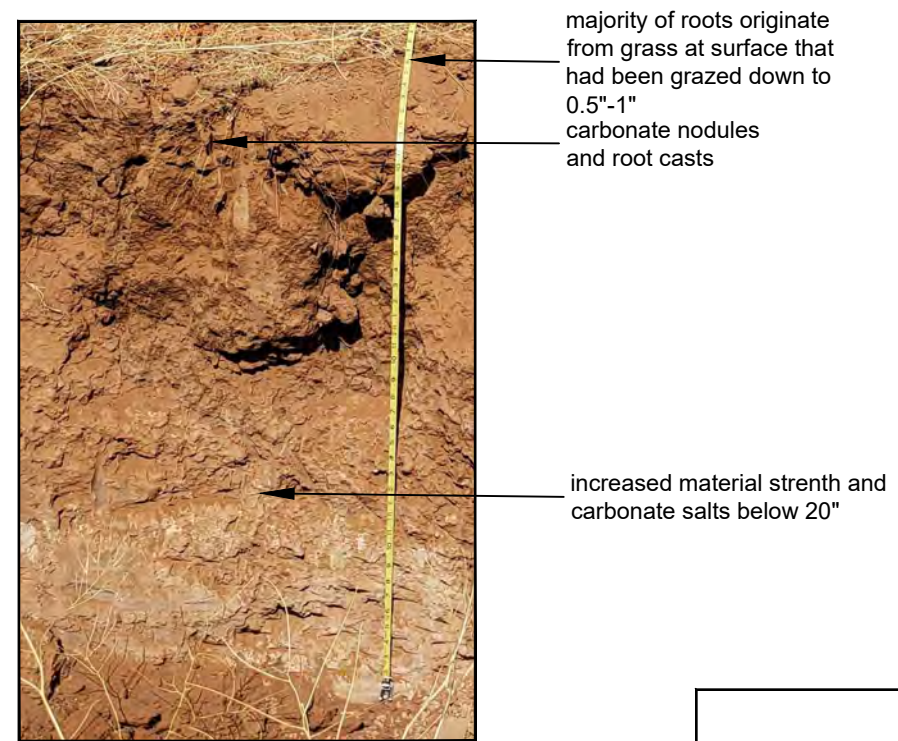 majority of roots originate
from grass at surface that
had been grazed down to
0.5"-1"
carbonate nodules
and root casts
increased material strenth and
carbonate salts below 20"